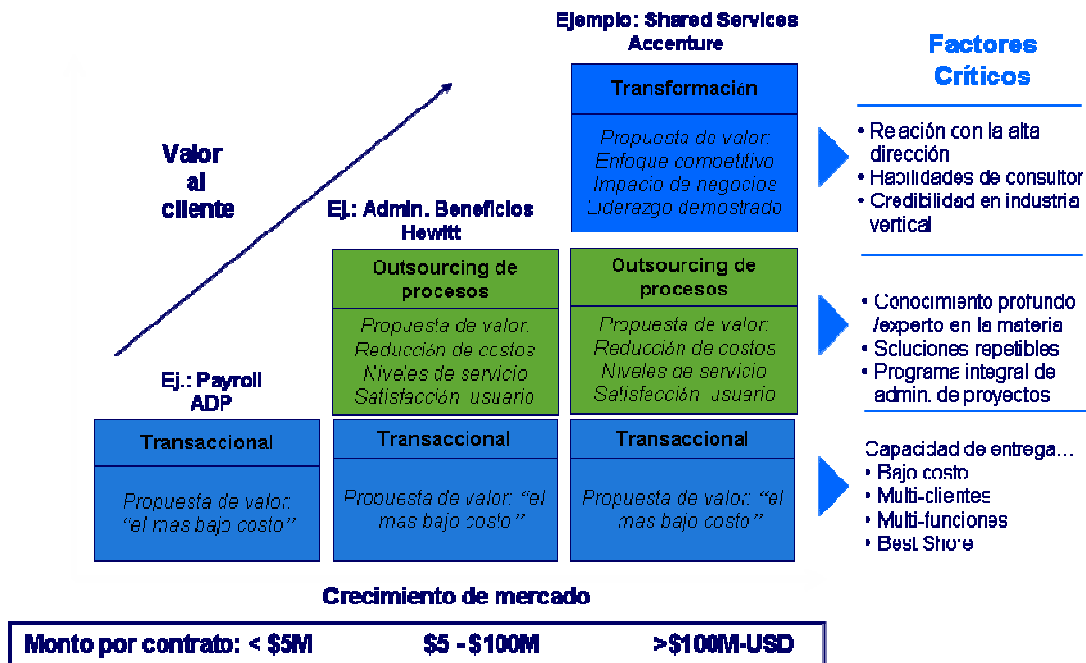 Ejemplo: Shared Services
Accenture
Transformación
Propuesta de valor:
Enfoque competitivo
Impacto de negocios
Liderazgo demostrado
Valor
al
cliente
Ej.: Admin. Beneficios
Hewitt
Outsourcing de
procesos
Propuesta de valor:
Reducción de costos
Niveles de servicio
Satisfacción usuario
Outsourcing de
procesos
Propuesta de valor:
Reducción de costos
Niveles de servicio
Satisfacción usuario
Ej.: Payroll
ADP
Transaccional
Propuesta de valor:
“el mas bajo costo”
Transaccional
Propuesta de valor: “el
mas bajo costo”
Transaccional
Propuesta de valor: “el
mas bajo costo”
Factores
Críticos
• Relación con la alta
dirección
• Habilidades de consultor
• Credibilidad en industria
vertical
• Conocimiento profundo
/experto en la materia
• Soluciones repetibles
• Programa integral de
admin. de proyectos
Capacidad de entrega...
• Bajo costo
• Multi-clientes
• Multi-funciones
• Best Shore
Crecimiento de mercado
Monto por contrato: < $5M $5 - $100M >$100M-USD